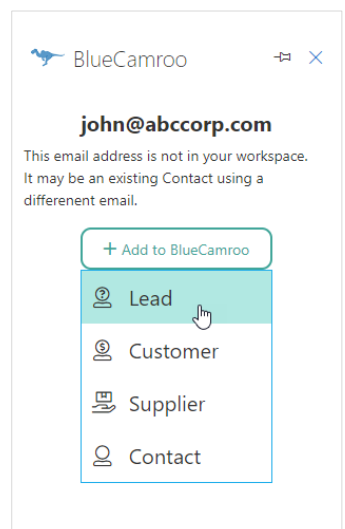 BlueCamroo
john@abccorp.com
This email address is not in your workspace.
It may be an existing Contact using a
differenent email.
+ Add to BlueCamroo
Lead
Customer
Supplier
Contact